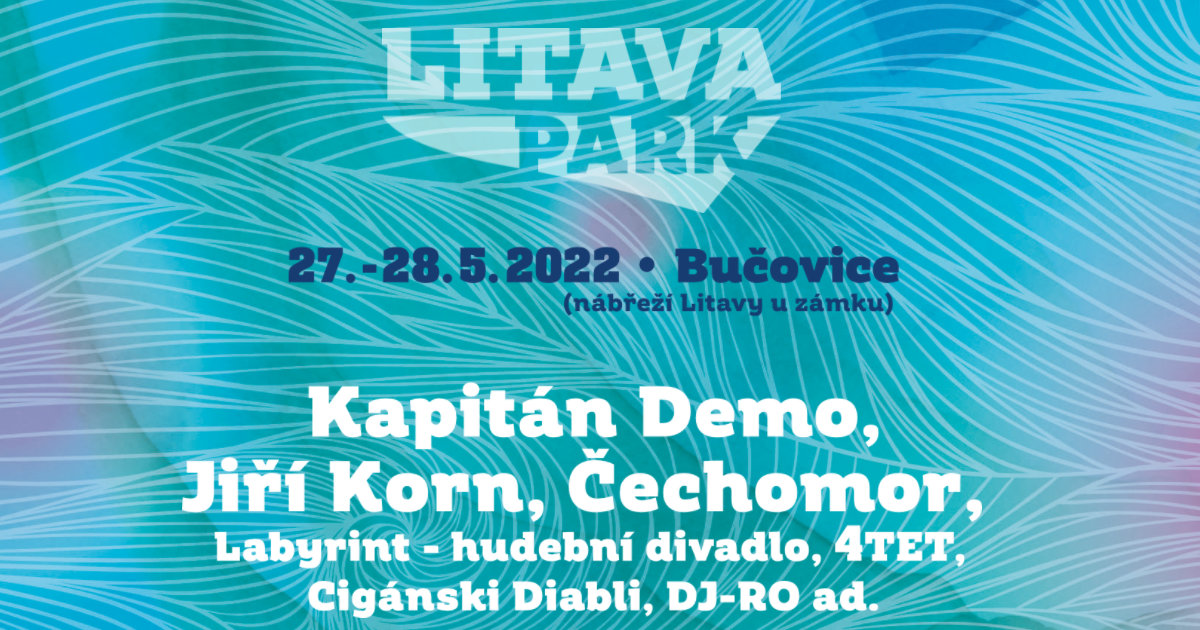 LITAVA
PARK
27.-28.5.2022 • Bučovice
(nábřeží Litavy u zámku)
Kapitán Demo,
Jiří Korn, Čechomor,
Labyrint - hudební divadlo, 4TET,
Cigánski Diabli, DJ-RO ad.